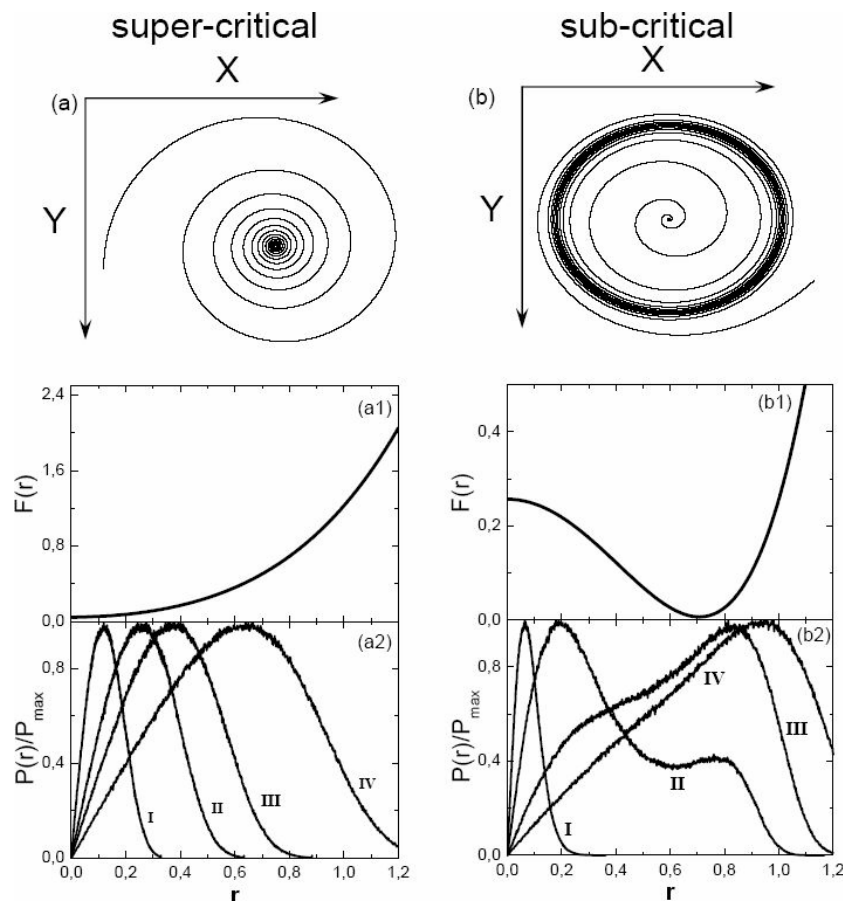 super-critical
sub-critical
X
X
(a)
(b)
Y
Y
2,4
1,6
0,8
0,0
F(r)
(a1)
0,4
0,2
0,0
F(r)
(b1)
0,8
0,4
0,0
P(r)/P max
(a2)
I
II
III
IV
0,0 0,2 0,4 0,6 0,8 1,0 1,2
r
0,8
0,4
0,0
P(r)/P max
(b2)
IV
III
II
I
0,0 0,2 0,4 0,6 0,8 1,0 1,2
r